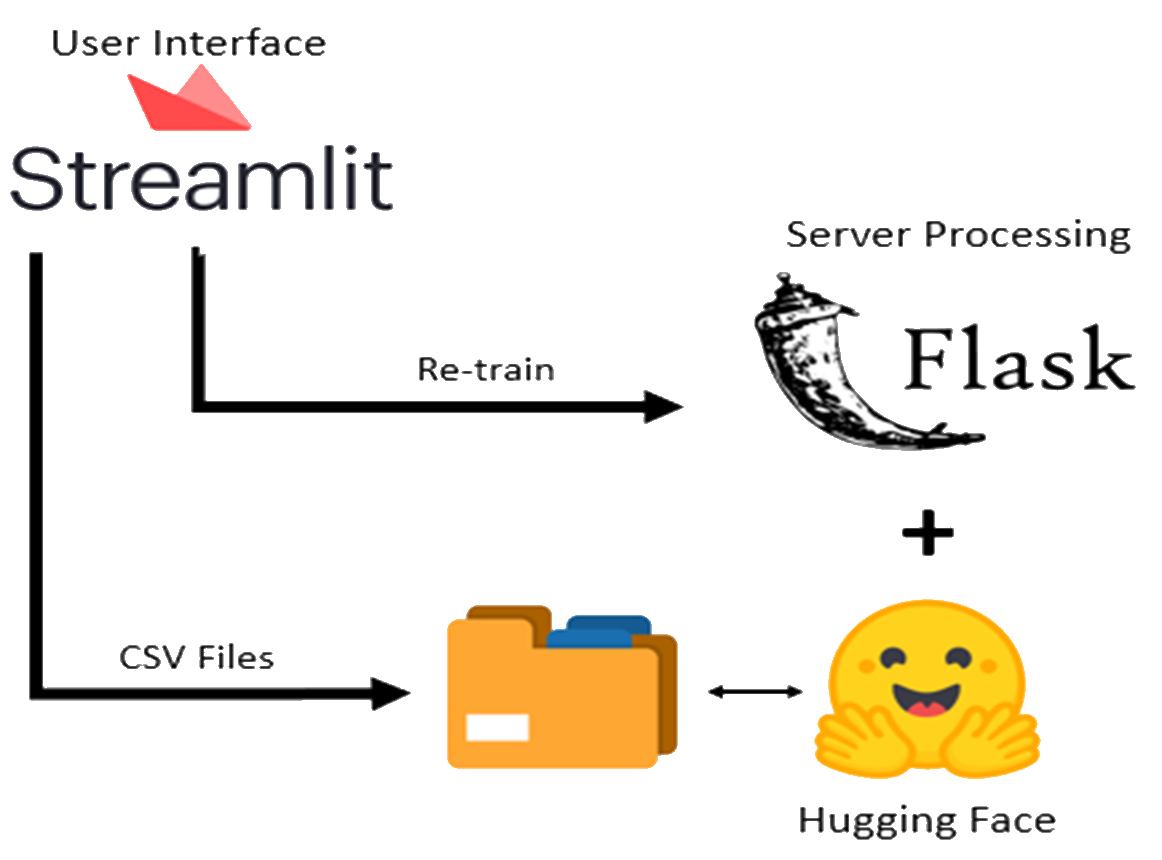 User Interface
Streamlit
Server Processing
Flask
Re-train
CSV Files
Hugging Face